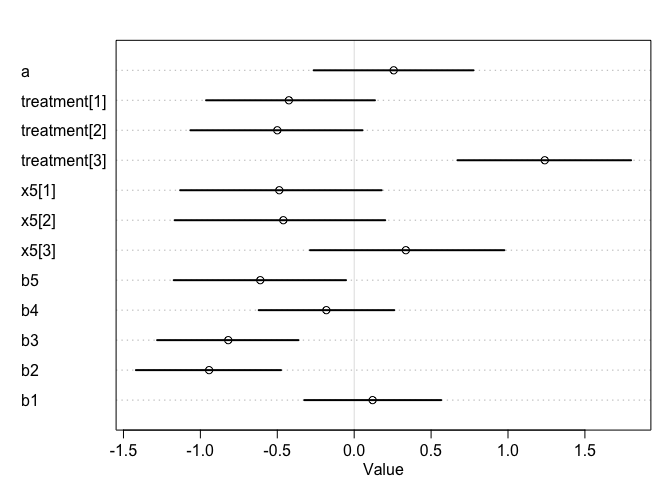 a
treatment[1]
treatment[2]
treatment[3]
x5[1]
x5[2]
x5[3]
b5
b4
b3
b2
b1
-1.5 -1.0 -0.5 0.0 0.5 1.0 1.5
Value